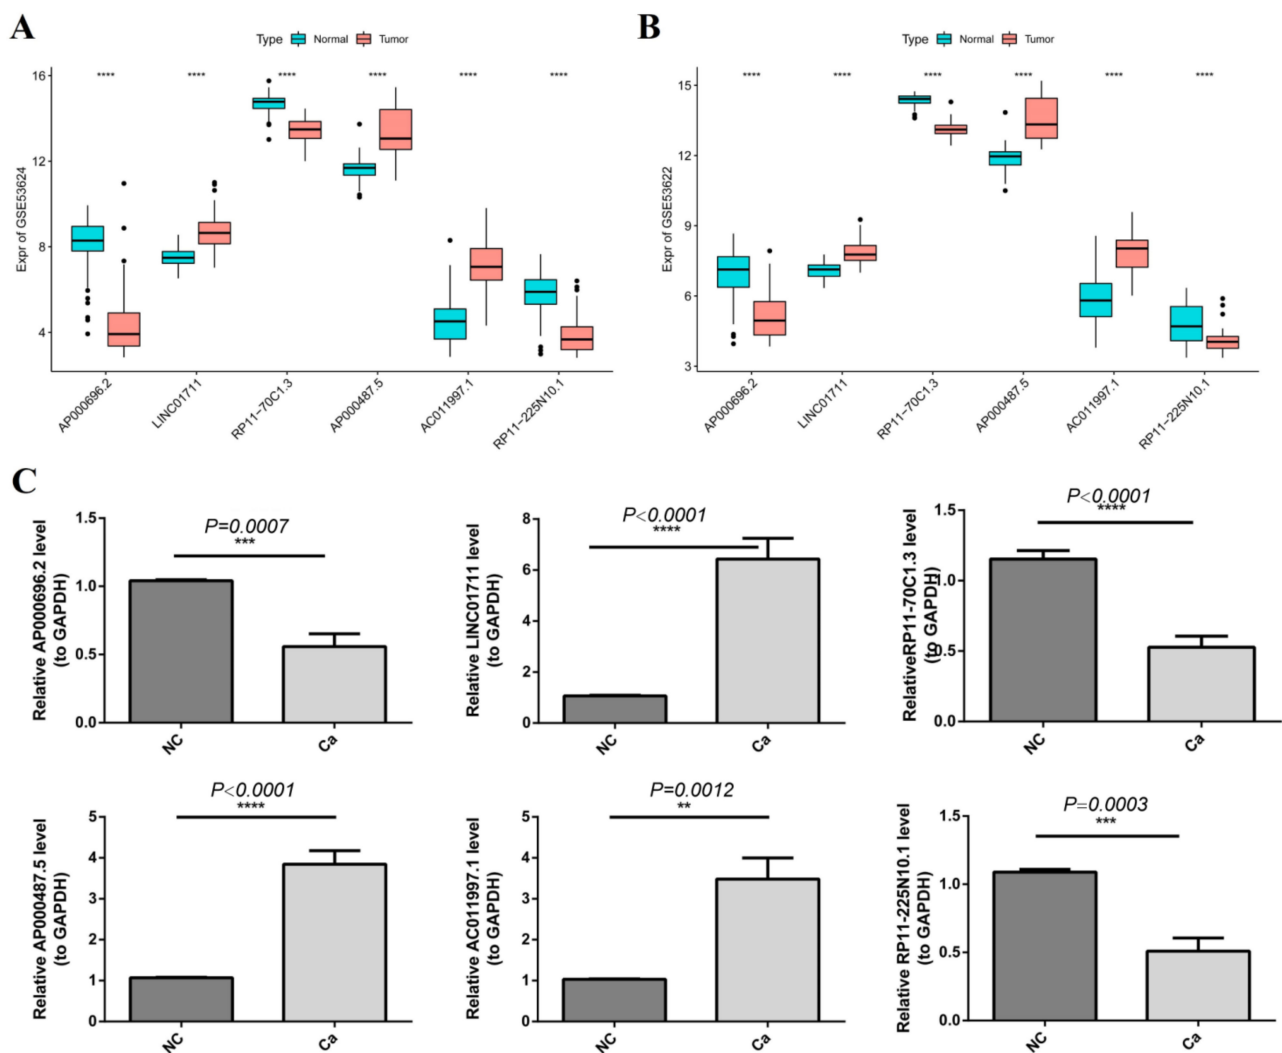 A
Type Normal Tumor
**** **** **** **** **** ****
Expr of GSE53624
16
12
8
4
AP000696.2
LINC01711
RP11-70C1.3
AP000487.5
AC011997.1
RP11-225N10.1
B
Type Normal Tumor
**** **** **** **** **** ****
Expr of GSE53622
15
12
9
6
3
AP000696.2
LINC01711
RP11-70C1.3
AP000487.5
AC011997.1
RP11-225N10.1
C
P=0.0007
***
Relative AP000696.2 level
(to GAPDH)
1.5
1.0
0.5
0.0
NC
Ca
P<0.0001
****
Relative LINC01711 level
(to GAPDH)
8
6
4
2
0
NC
Ca
P<0.0001
****
RelativeRP11-70C1.3 level
(to GAPDH)
1.5
1.0
0.5
0.0
NC
Ca
P<0.0001
****
Relative AP000487.5 level
(to GAPDH)
5
4
3
2
1
0
NC
Ca
P=0.0012
**
Relative AC011997.1 level
(to GAPDH)
5
4
3
2
1
0
NC
Ca
P=0.0003
***
Relative RP11-225N10.1 level
(to GAPDH)
1.5
1.0
0.5
0.0
NC
Ca